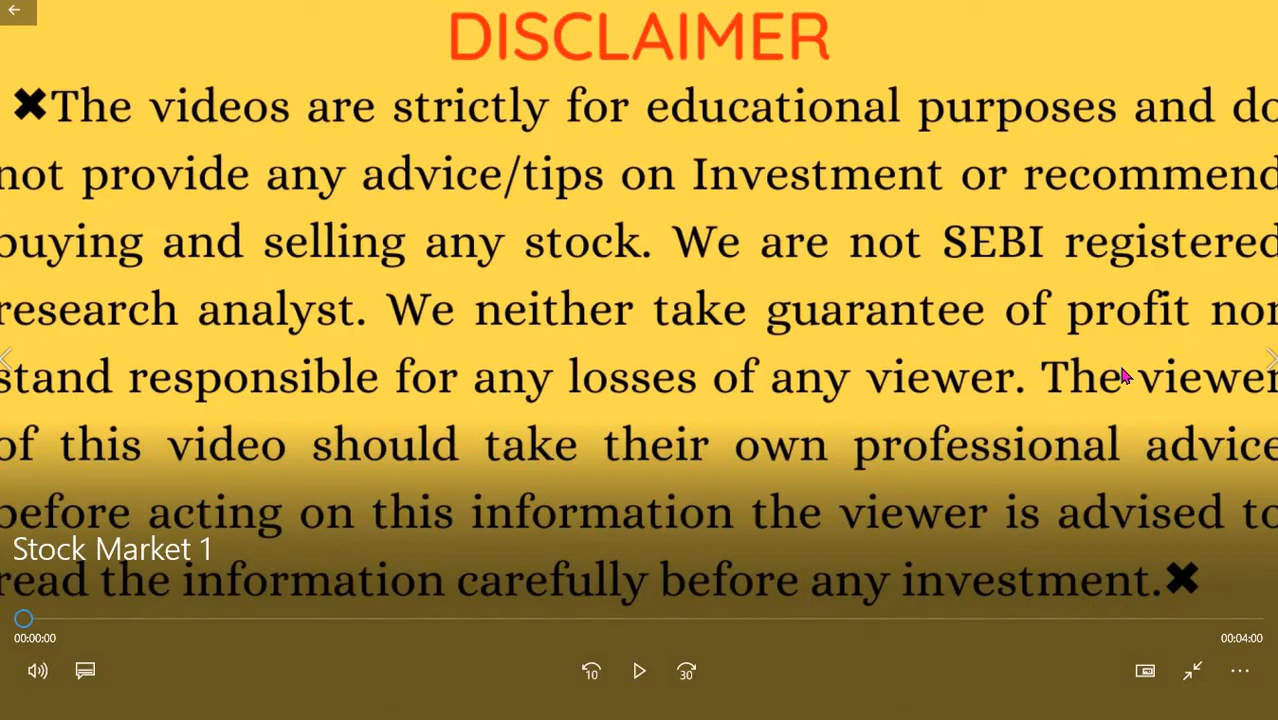 DISCLAIMER
✖The videos are strictly for educational purposes and do
not provide any advice/tips on Investment or recommend
buying and selling any stock. We are not SEBI registered
research analyst. We neither take guarantee of profit nor
stand responsible for any losses of any viewer. The viewer
of this video should take their own professional advice
before acting on this information the viewer is advised to
Stock Market 1
read the information carefully before any investment.✖
00:00:00
00:04:00
10
30